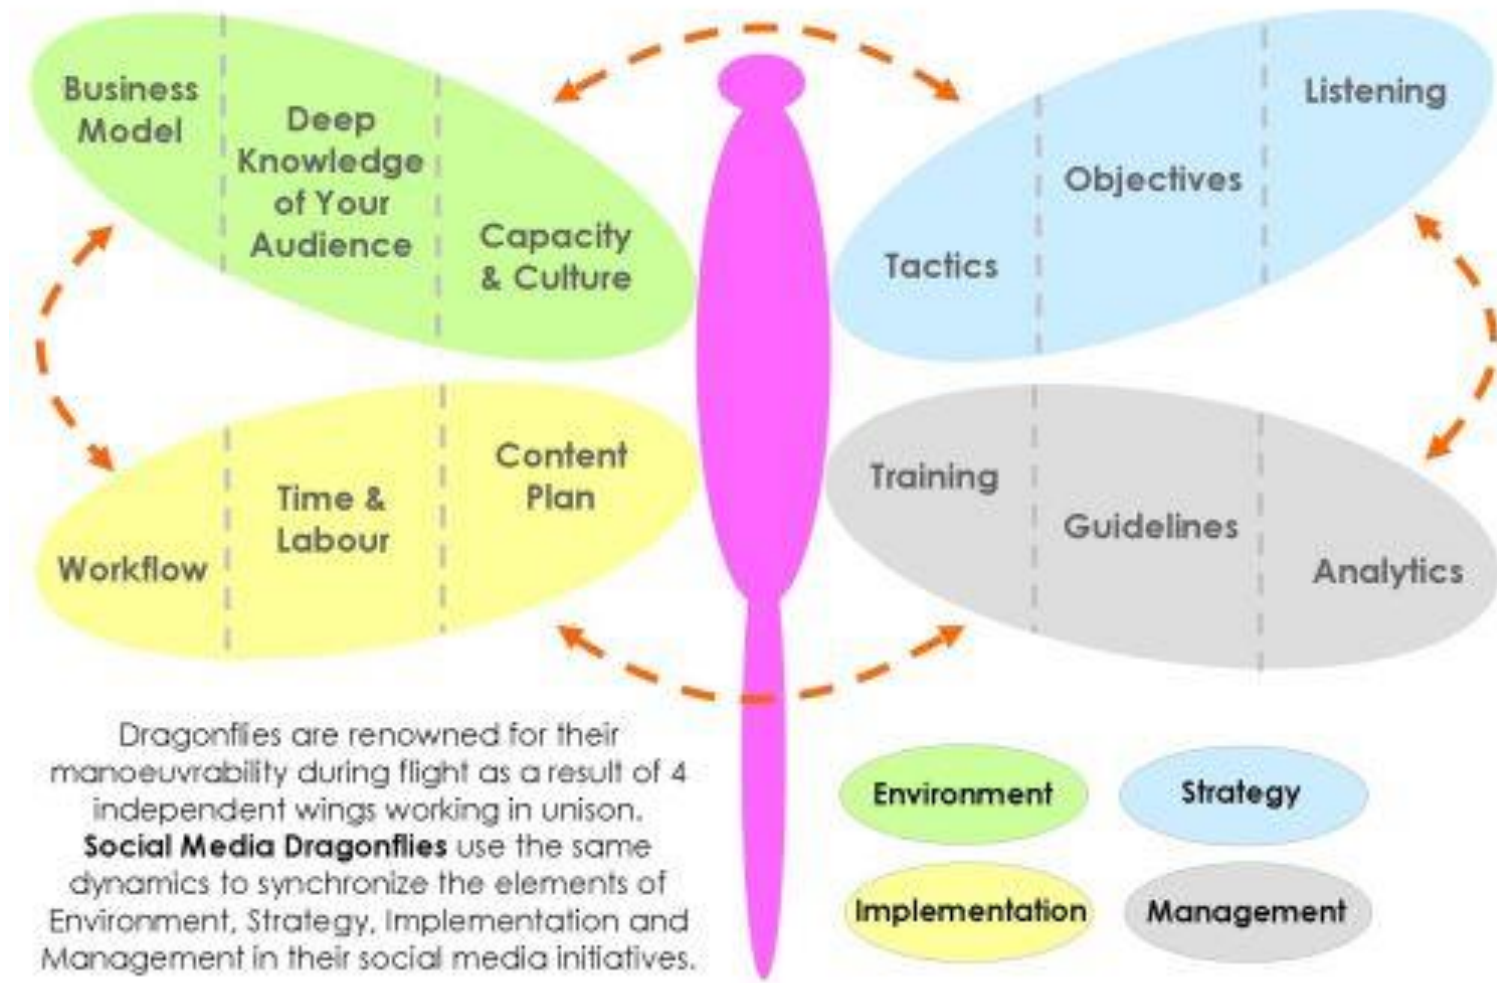 Business
Model
Deep
Knowledge
of Your
Audience
Capacity
& Culture
Tactics
Objectives
Listening
Workflow
Time &
Labour
Content
Plan
Training
Guidelines
Analytics
Dragonflies are renowned for their
manoeuvrability during flight as a result of 4
independent wings working in unison.
Social Media Dragonflies use the same
dynamics to synchronize the elements of
Environment, Strategy, Implementation and
Management in their social media initiatives.
Environment
Strategy
Implementation
Management